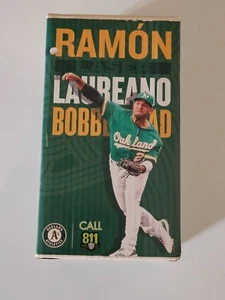 RAMÓN
LAUREANO
BOBBLEHEAD
Oakland
CALL
811
A's